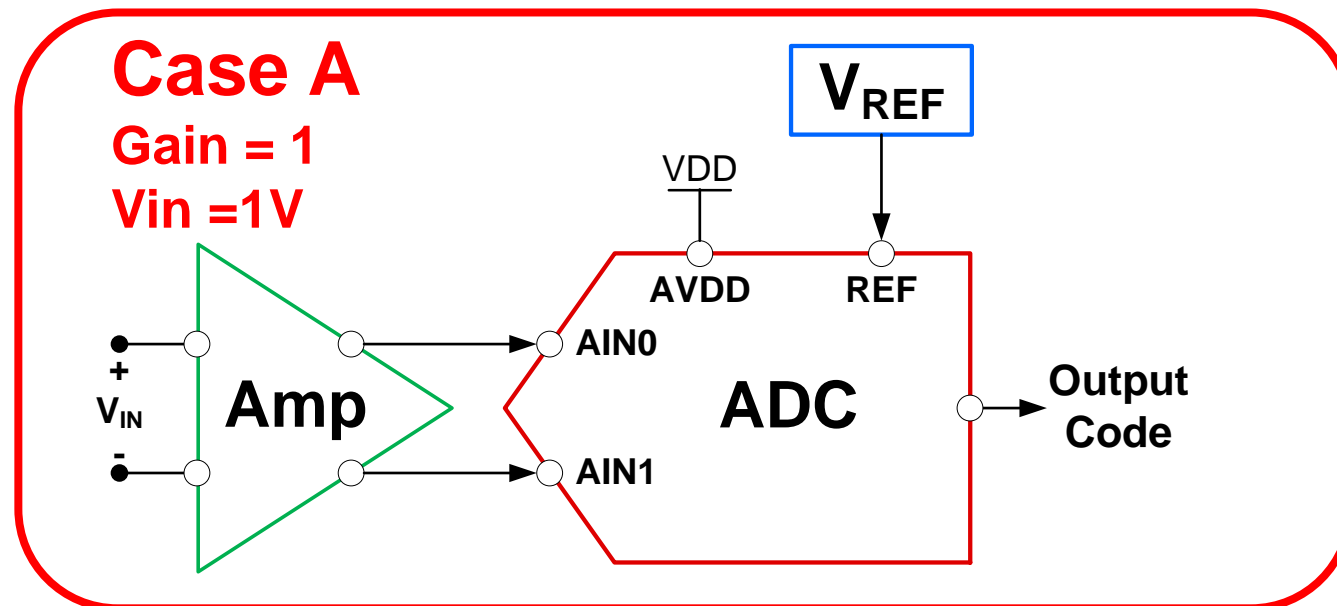 Case A
Gain = 1
Vin =1V
VREF
VDD
AVDD
REF
AIN0
+
VIN
-
Amp
ADC
AIN1
Output
Code